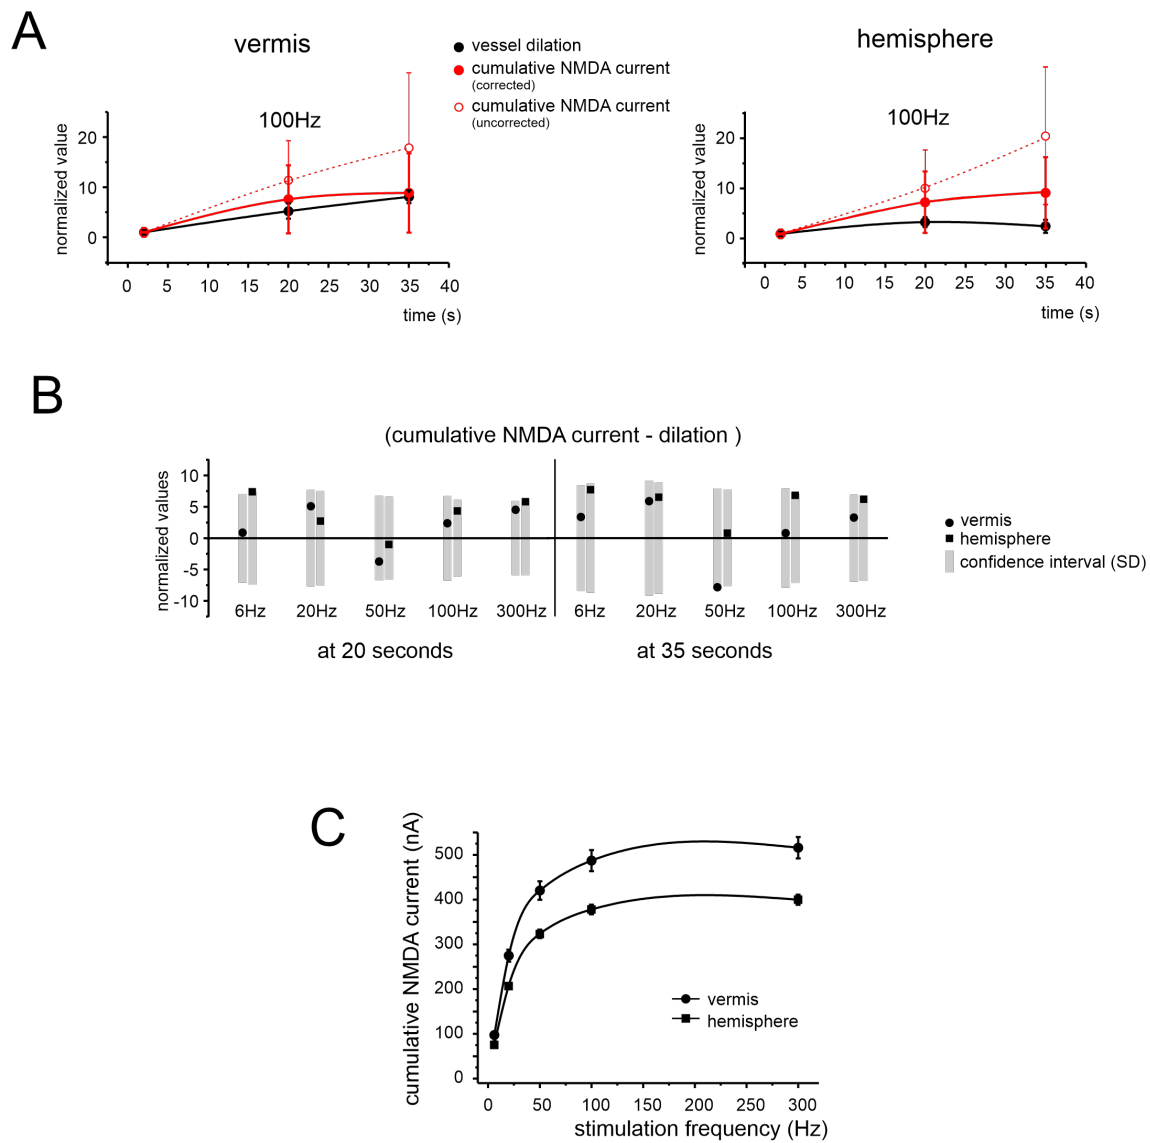 A
vermis
vessel dilation
cumulative NMDA current
(corrected)
cumulative NMDA current
(uncorrected)
hemisphere
100Hz
100Hz
normalized value
20
10
0
0 5 10 15 20 25 30 35 40
time (s)
normalized value
20
10
0
0 5 10 15 20 25 30 35 40
time (s)
B
(cumulative NMDA current - dilation )
normalized values
10
5
0
-5
-10
6Hz 20Hz 50Hz 100Hz 300Hz 6Hz 20Hz 50Hz 100Hz 300Hz
at 20 seconds at 35 seconds
vermis
hemisphere
confidence interval (SD)
C
cumulative NMDA current (nA)
500
400
300
200
100
0
vermis
hemisphere
0 50 100 150 200 250 300
stimulation frequency (Hz)